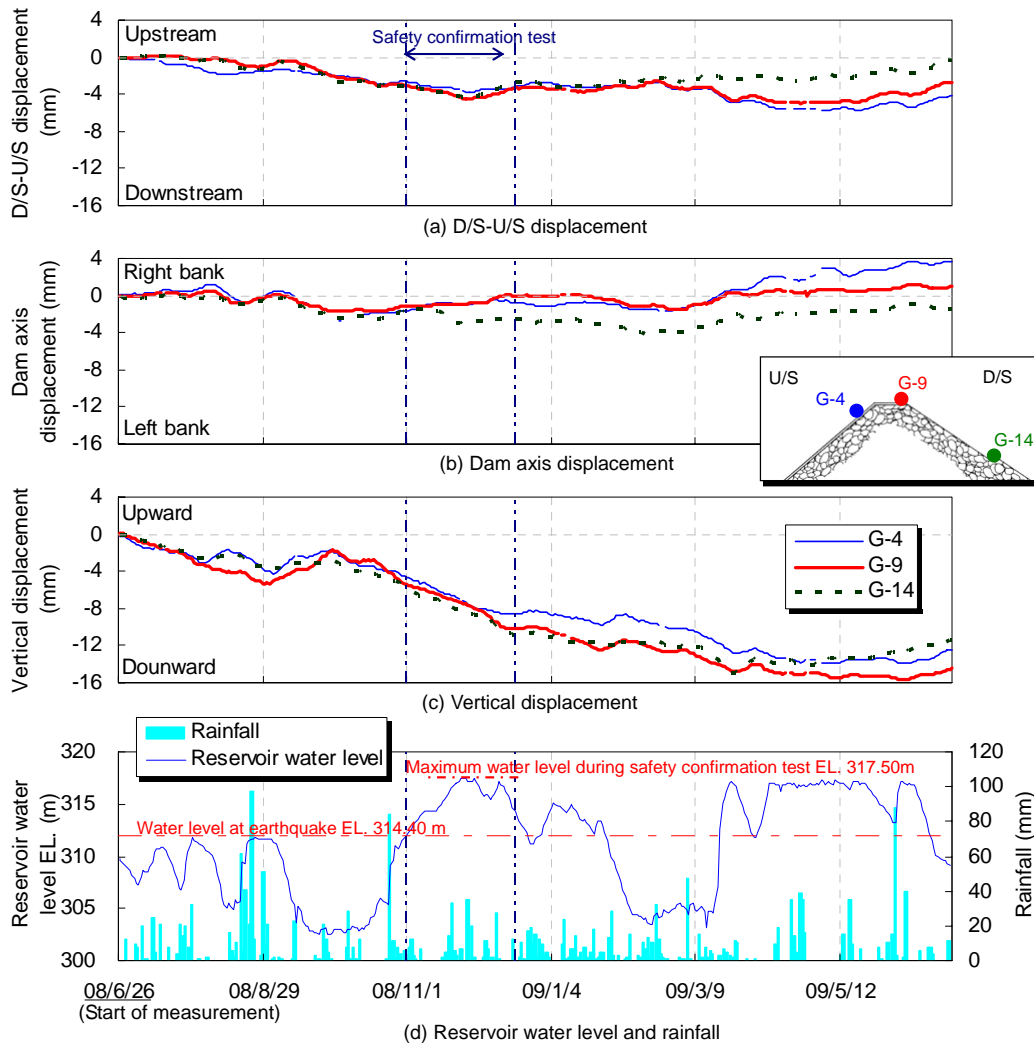 4
0
-4
-8
-12
-16
D/S-U/S displacement
(mm)
Upstream
Safety confirmation test
Downstream
(a) D/S-U/S displacement
4
0
-4
-8
-12
-16
Dam axis
displacement (mm)
Right bank
Left bank
(b) Dam axis displacement
U/S
D/S
G-9
G-4
G-14
4
0
-4
-8
-12
-16
Vertical displacement
(mm)
Upward
Dounward
G-4
G-9
G-14
(c) Vertical displacement
Rainfall
Reservoir water level
320
315
310
305
300
Reservoir water
level EL. (m)
Maximum water level during safety confirmation test EL. 317.50m
Water level at earthquake EL. 314.40 m
120
100
80
60
40
20
0
Rainfall
(mm)
08/6/26
08/8/29
08/11/1
09/1/4
09/3/9
09/5/12
(Start of measurement)
(d) Reservoir water level and rainfall